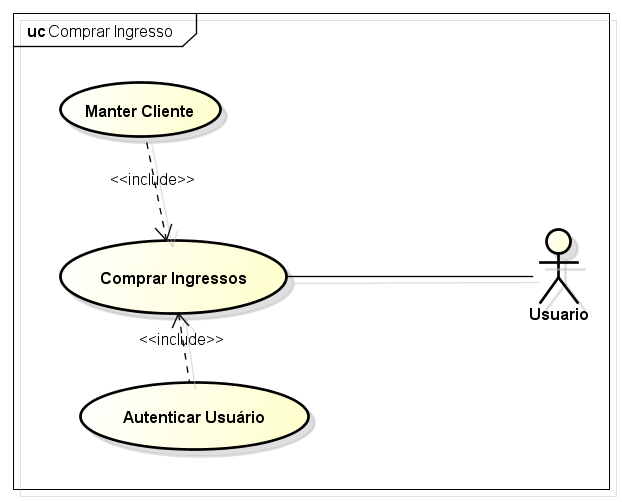 uc Comprar Ingresso
Manter Cliente
<<include>>
Comprar Ingressos
Usuario
<<include>>
Autenticar Usuário